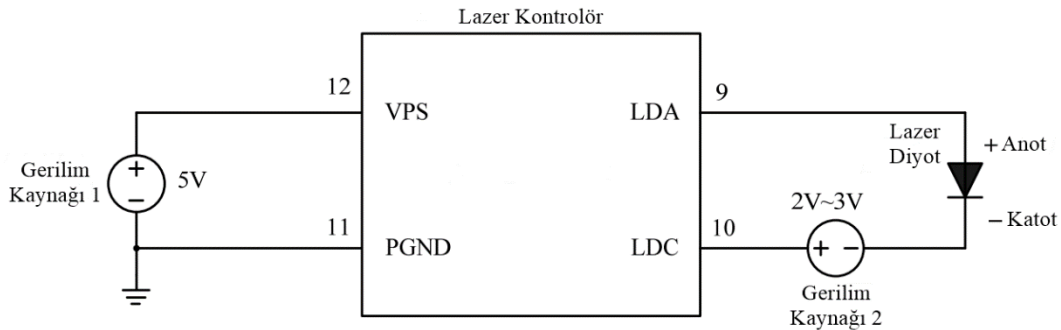 Lazer Kontrolör
12
VPS
LDA
9
Gerilim
Kaynağı 1
+
−
5V
Lazer
Diyot
+ Anot
− Katot
11
PGND
LDC
10
2V~3V
+ −
Gerilim
Kaynağı 2